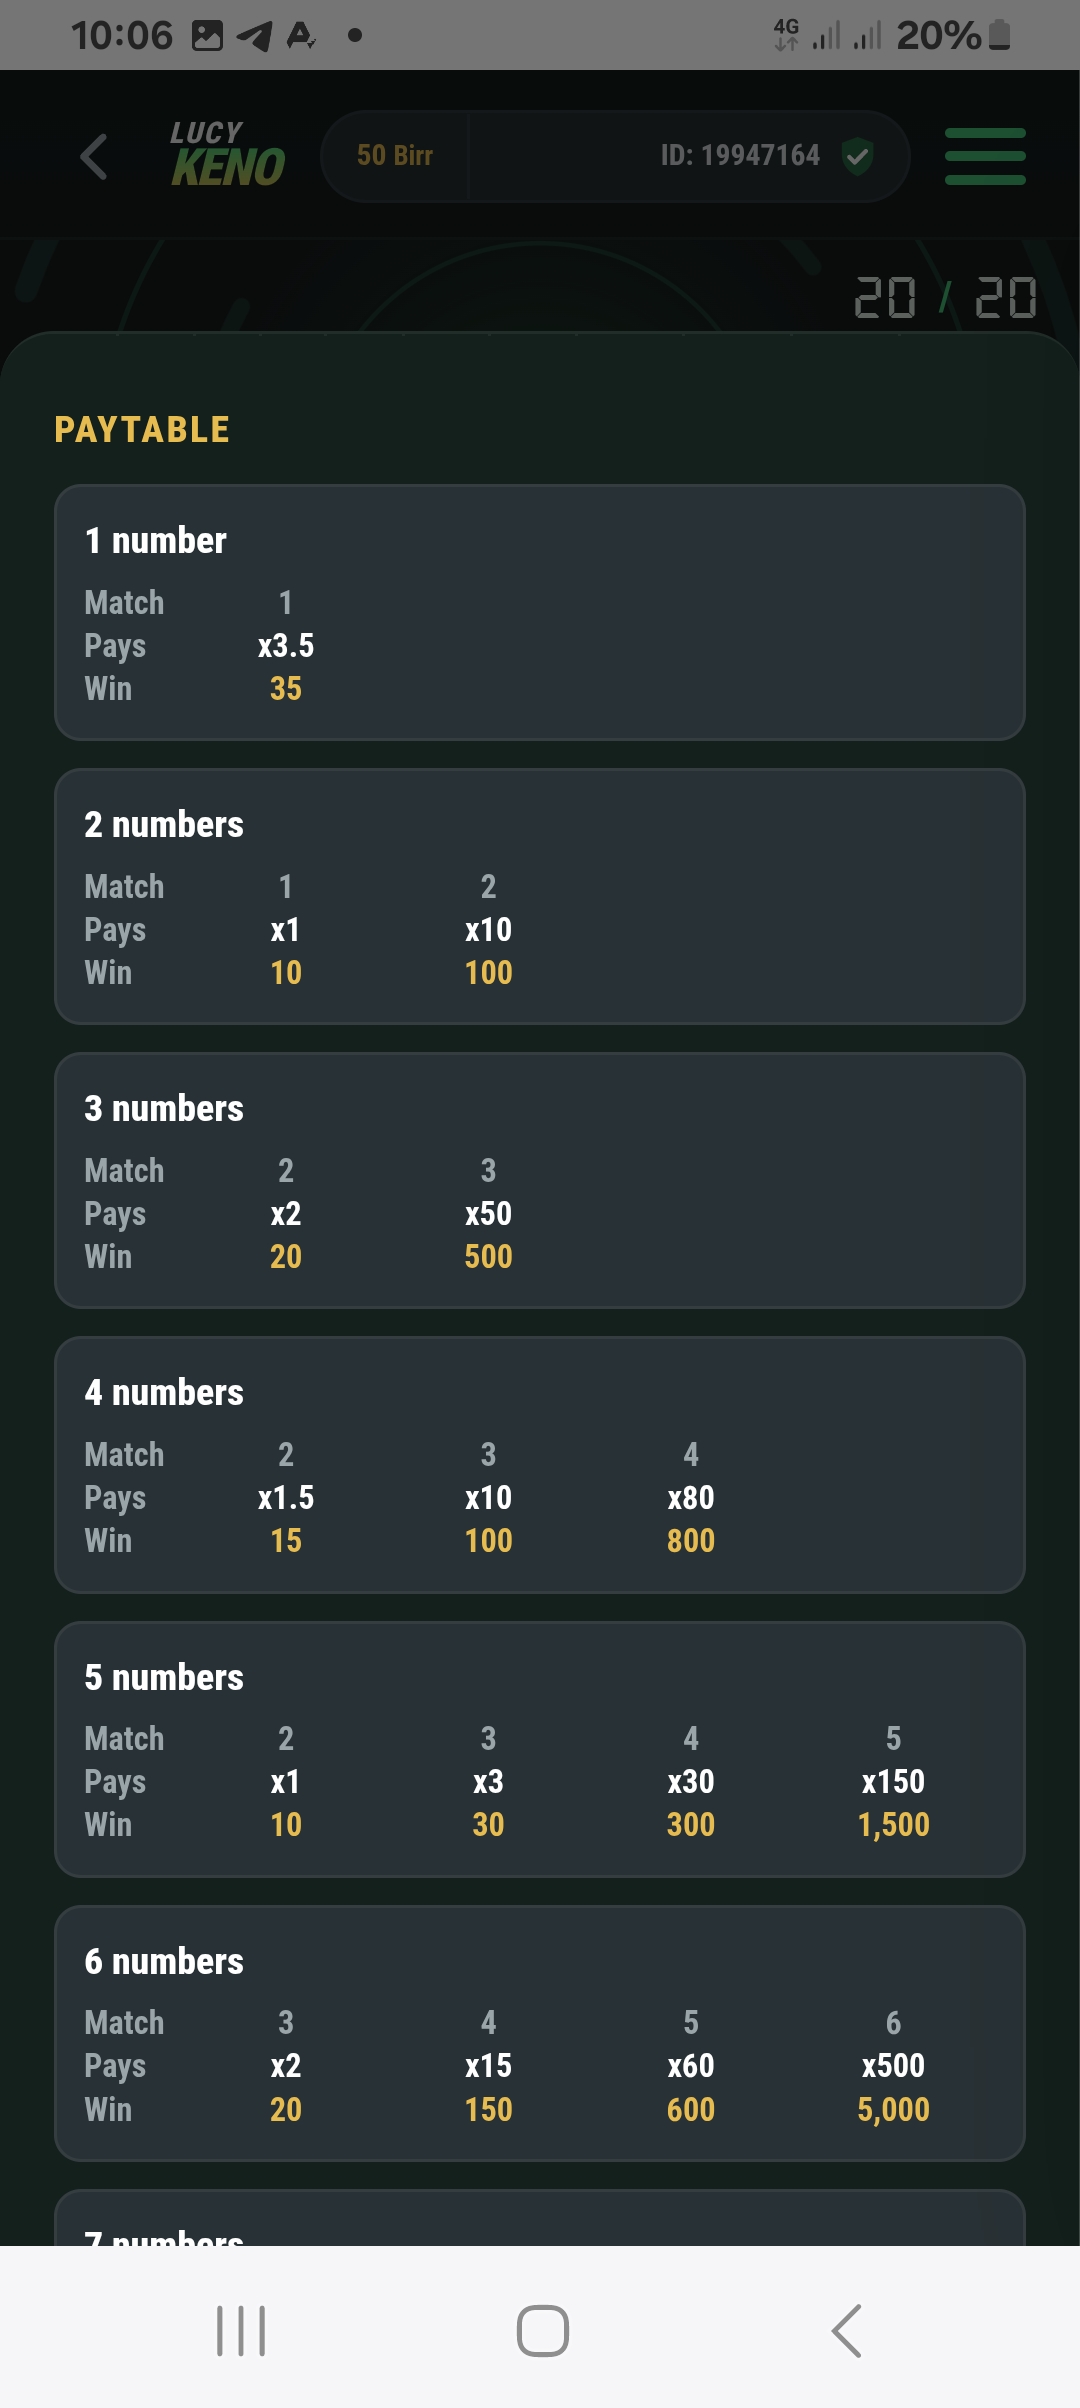 10:06
4G
20%
LUCY
KENO
50 Birr
ID: 19947164
20 / 20
PAYTABLE
1 number
Match 1
Pays x3.5
Win 35
2 numbers
Match 1 2
Pays x1 x10
Win 10 100
3 numbers
Match 2 3
Pays x2 x50
Win 20 500
4 numbers
Match 2 3 4
Pays x1.5 x10 x80
Win 15 100 800
5 numbers
Match 2 3 4 5
Pays x1 x3 x30 x150
Win 10 30 300 1,500
6 numbers
Match 3 4 5 6
Pays x2 x15 x60 x500
Win 20 150 600 5,000
7 numbers